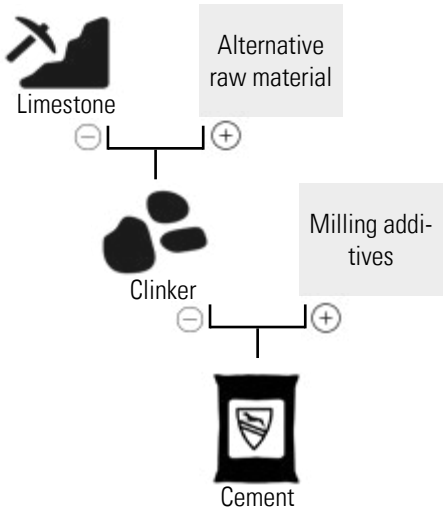 Alternative
raw material
Limestone
Milling addi-
tives
Clinker
Cement